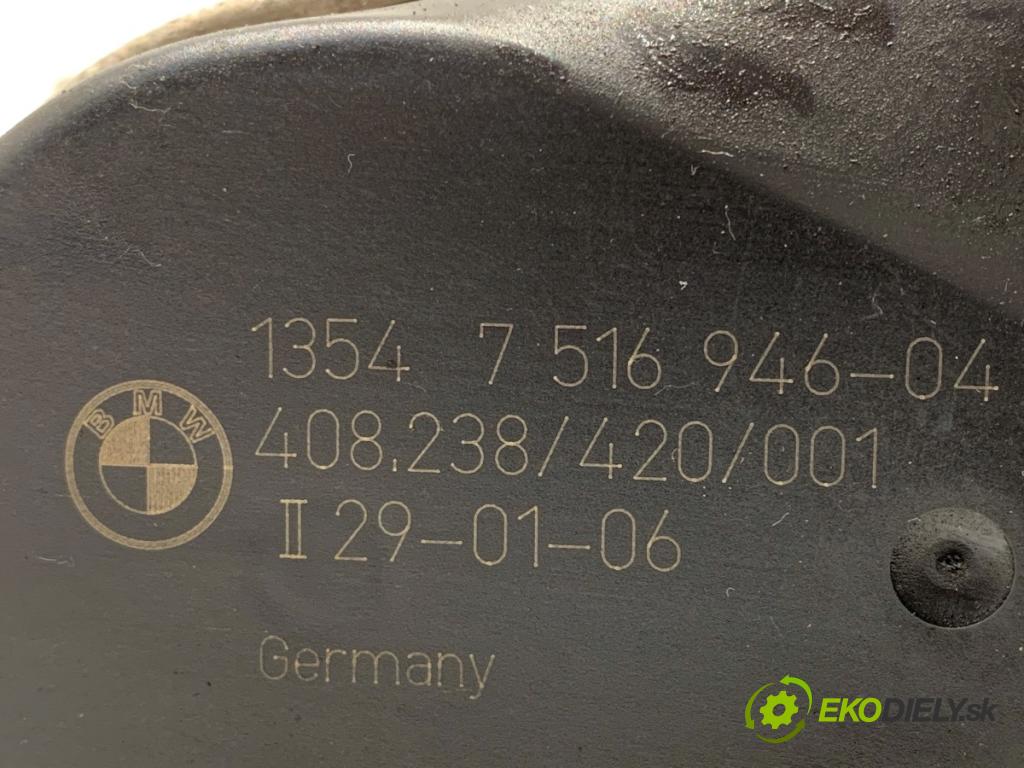 1354 7 516 946-04
BMW
408.238/420/001
II 29-01-06
Germany
EKODIELY.sk